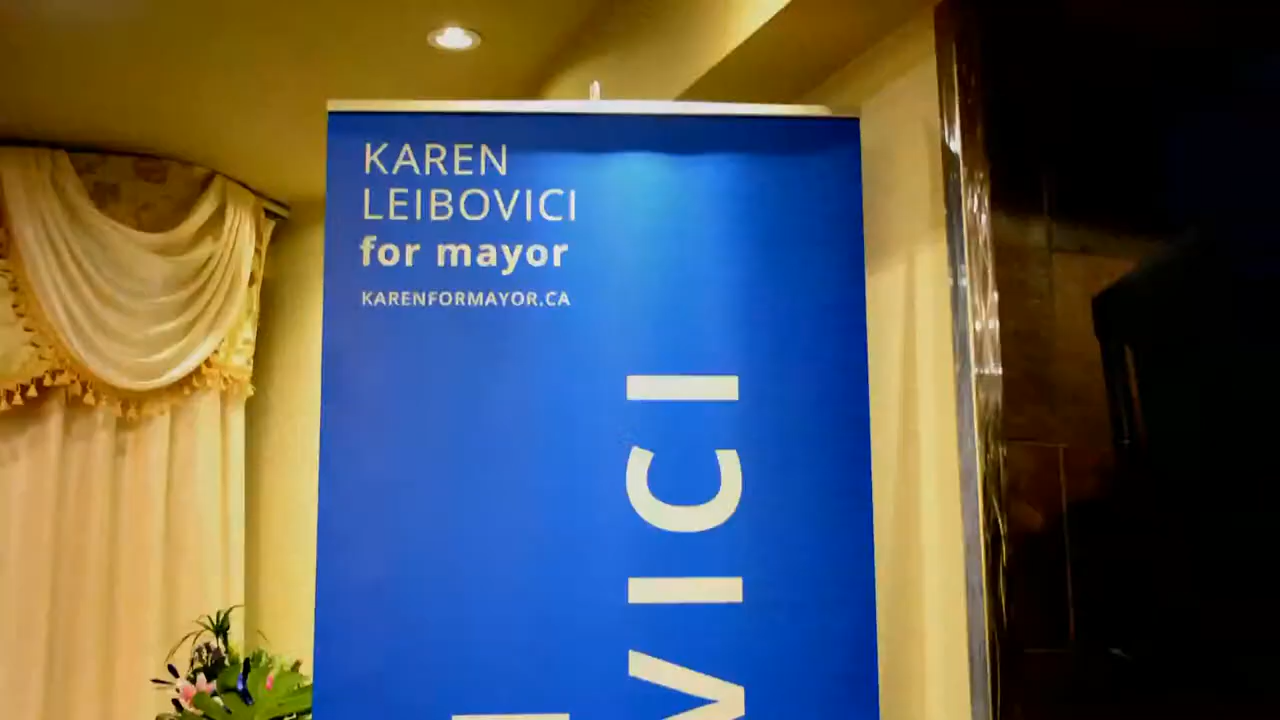 KAREN
LEIBOVICI
for mayor
KARENFORMAYOR.CA
VICI